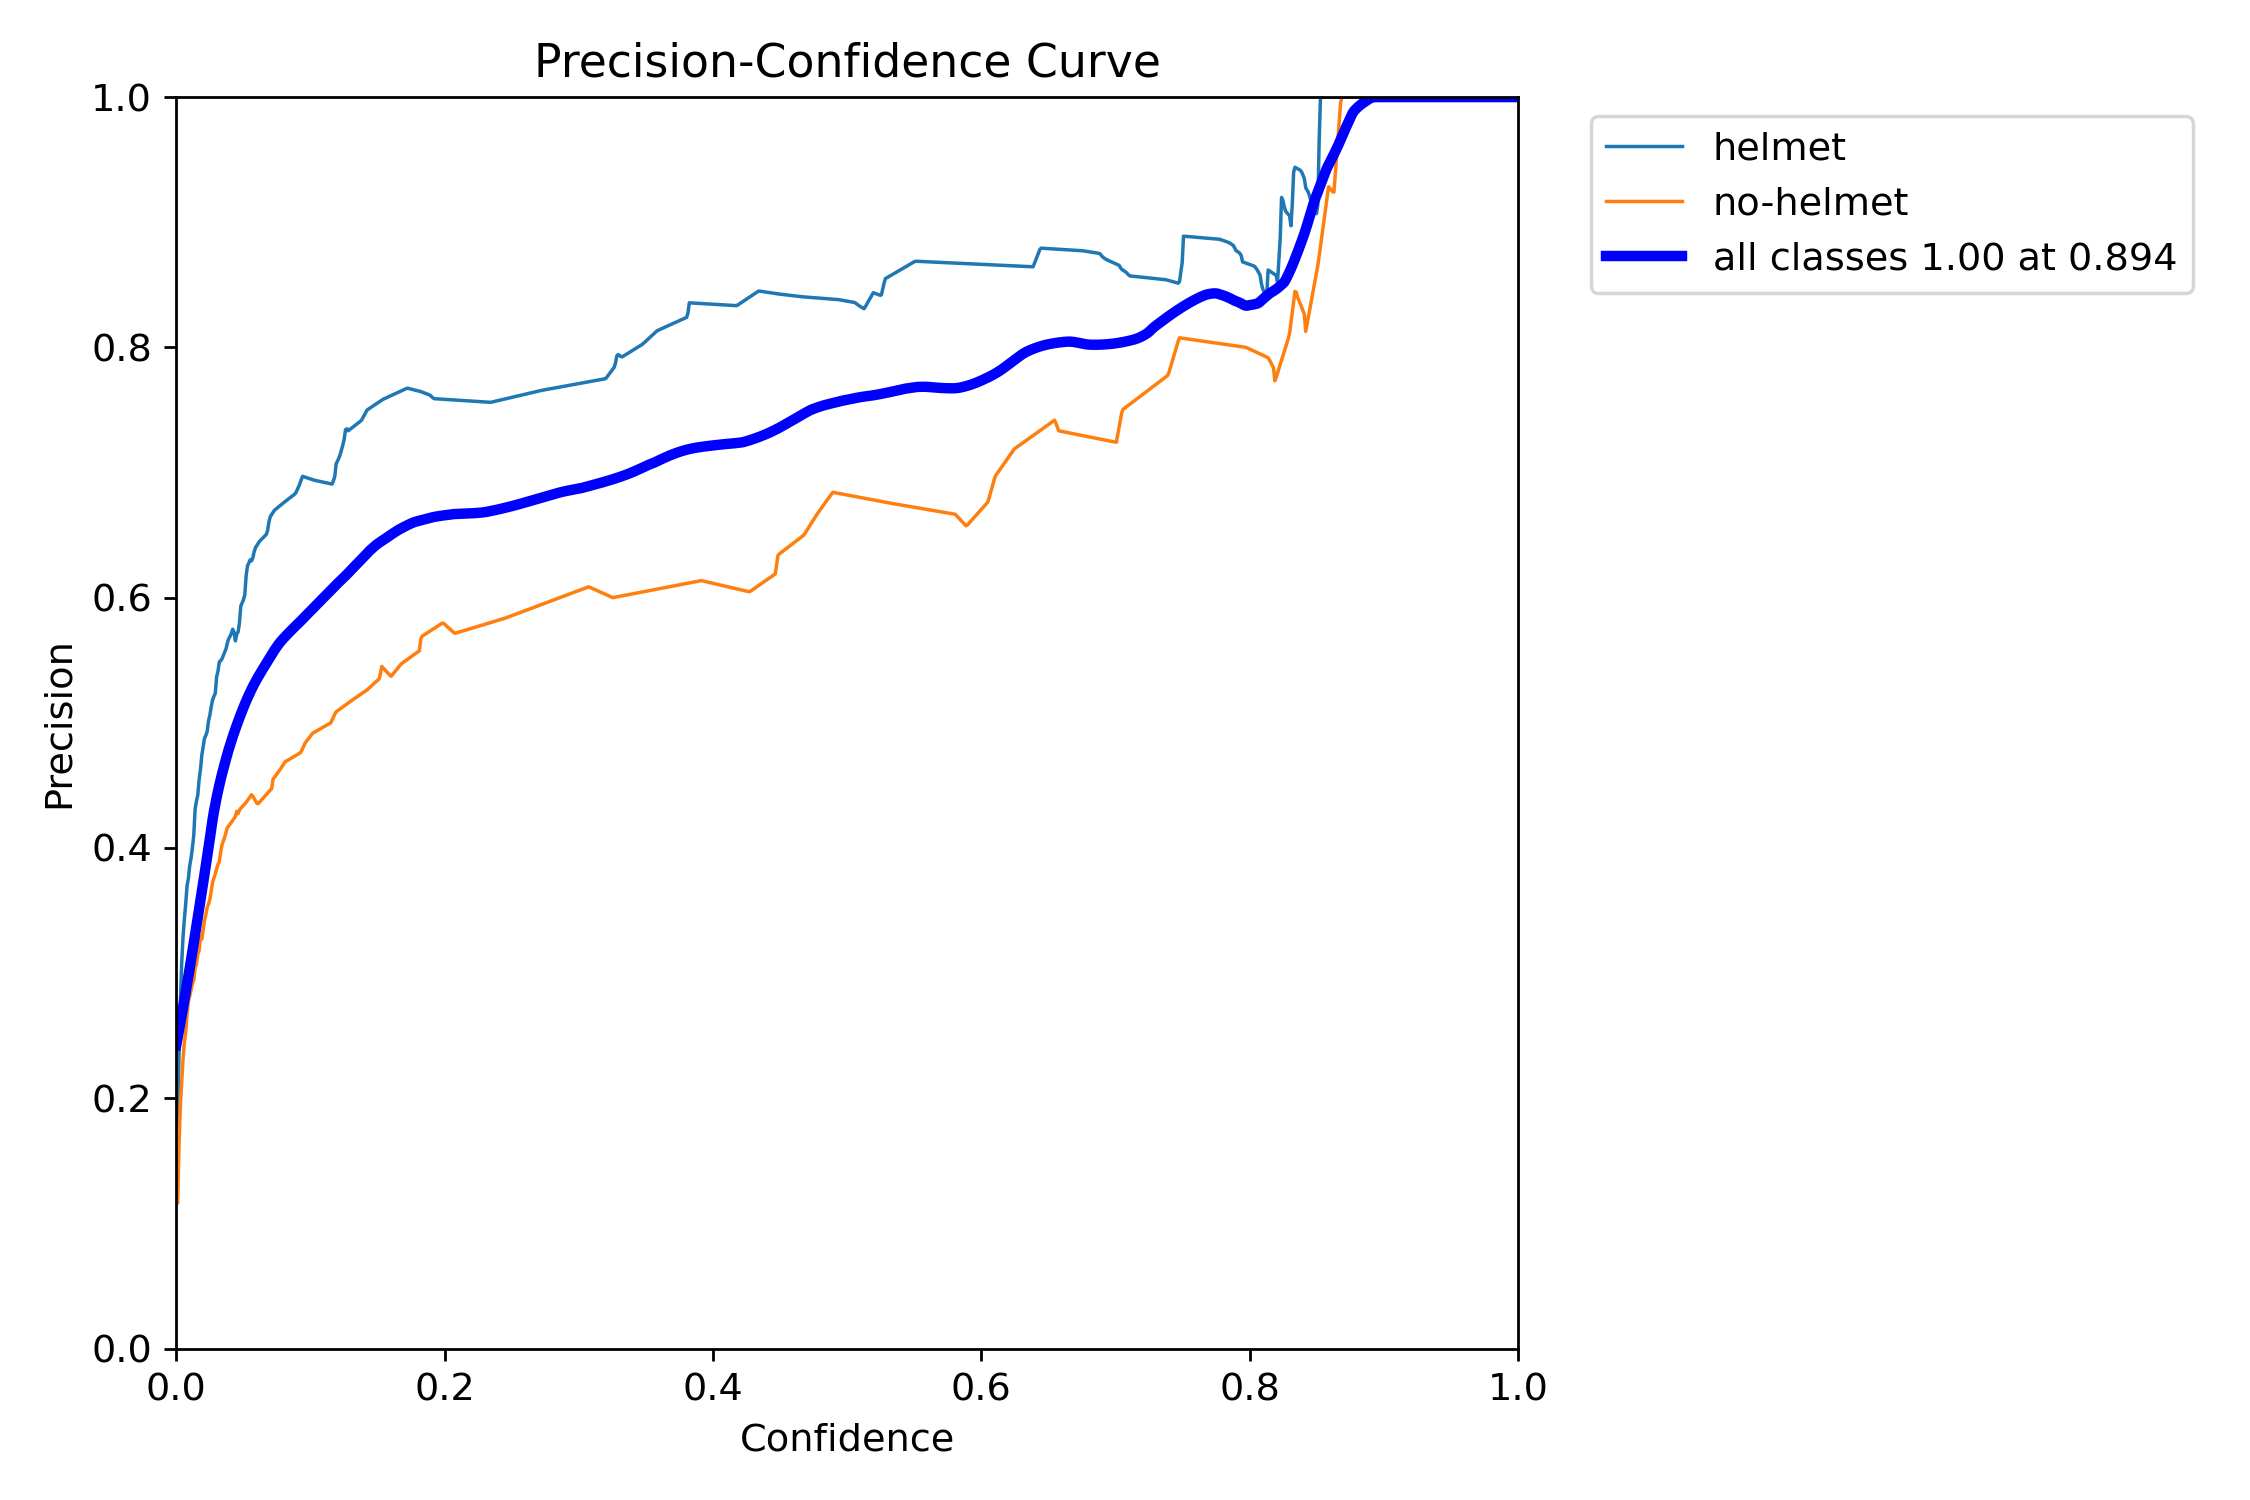 Precision-Confidence Curve
1.0
0.8
0.6
0.4
0.2
0.0
Precision
0.0 0.2 0.4 0.6 0.8 1.0
Confidence
helmet
no-helmet
all classes 1.00 at 0.894